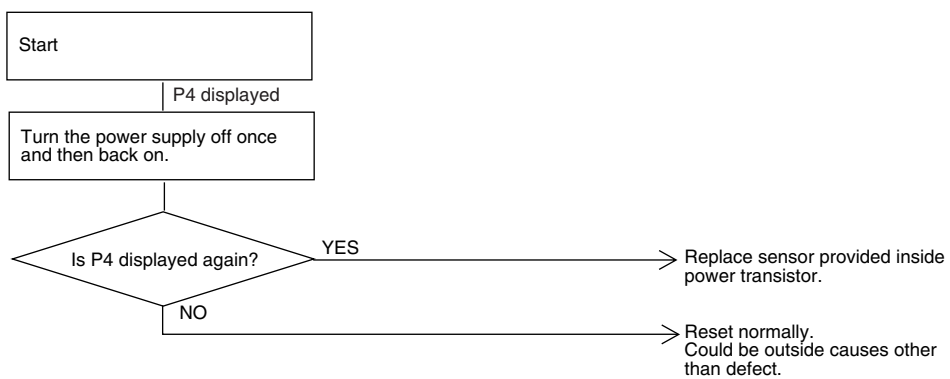 Start
P4 displayed
Turn the power supply off once
and then back on.
Is P4 displayed again?
YES
Replace sensor provided inside
power transistor.
NO
Reset normally.
Could be outside causes other
than defect.